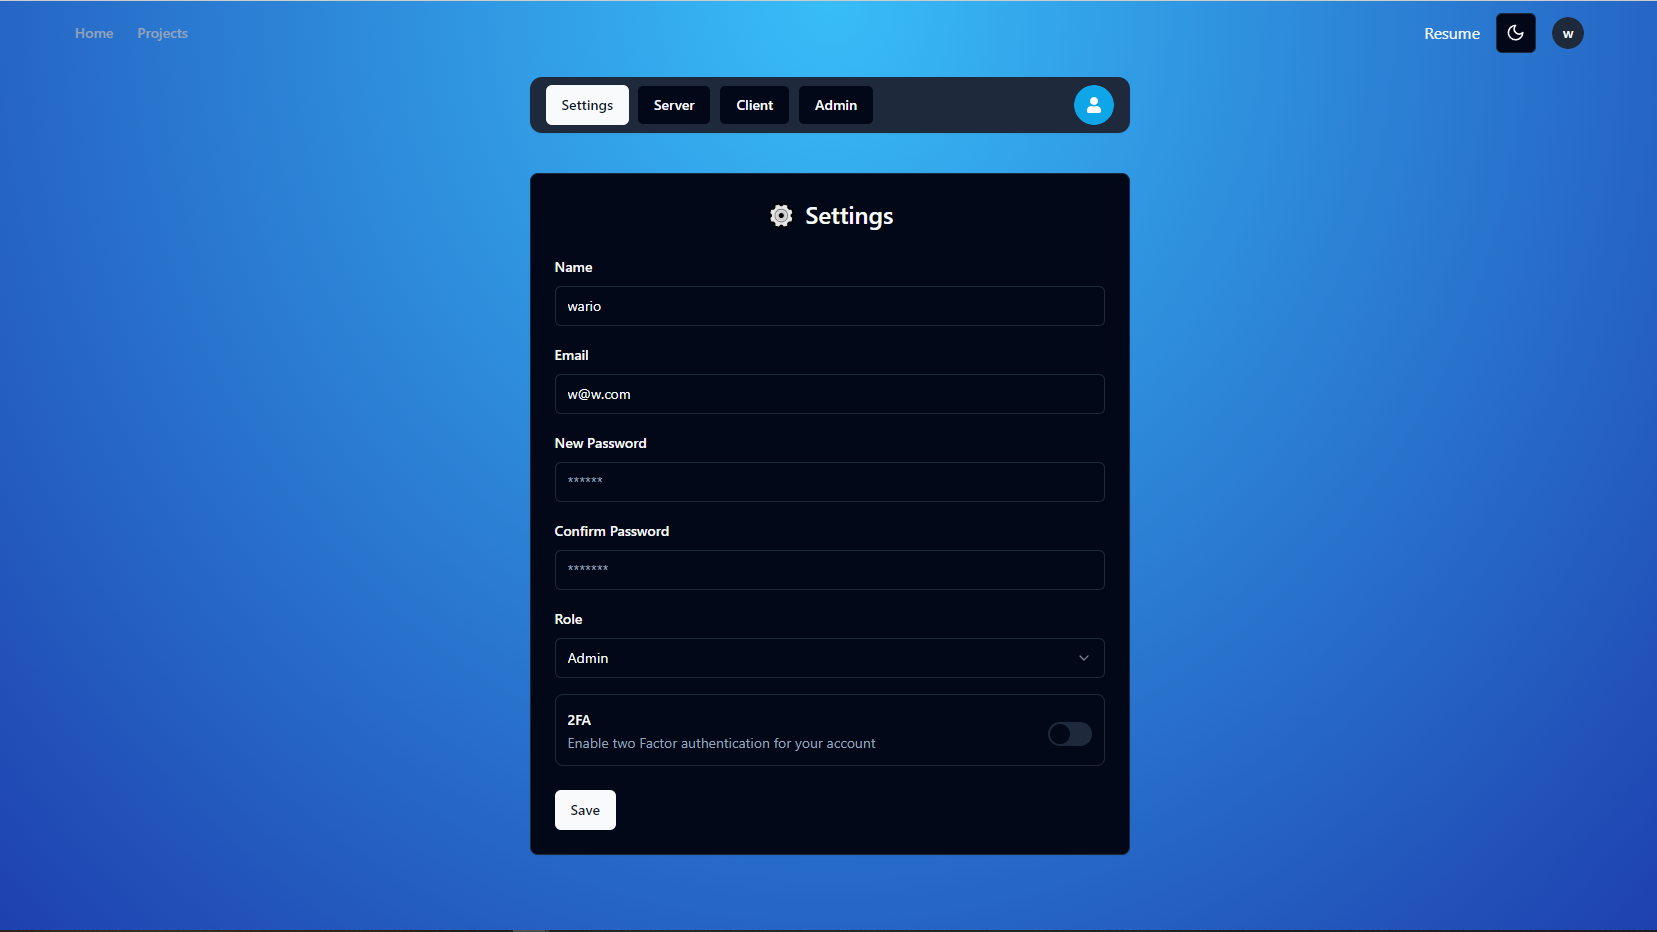 Home Projects Resume w
Settings Server Client Admin
Settings
Name
wario
Email
w@w.com
New Password
******
Confirm Password
*******
Role
Admin
2FA
Enable two Factor authentication for your account
Save